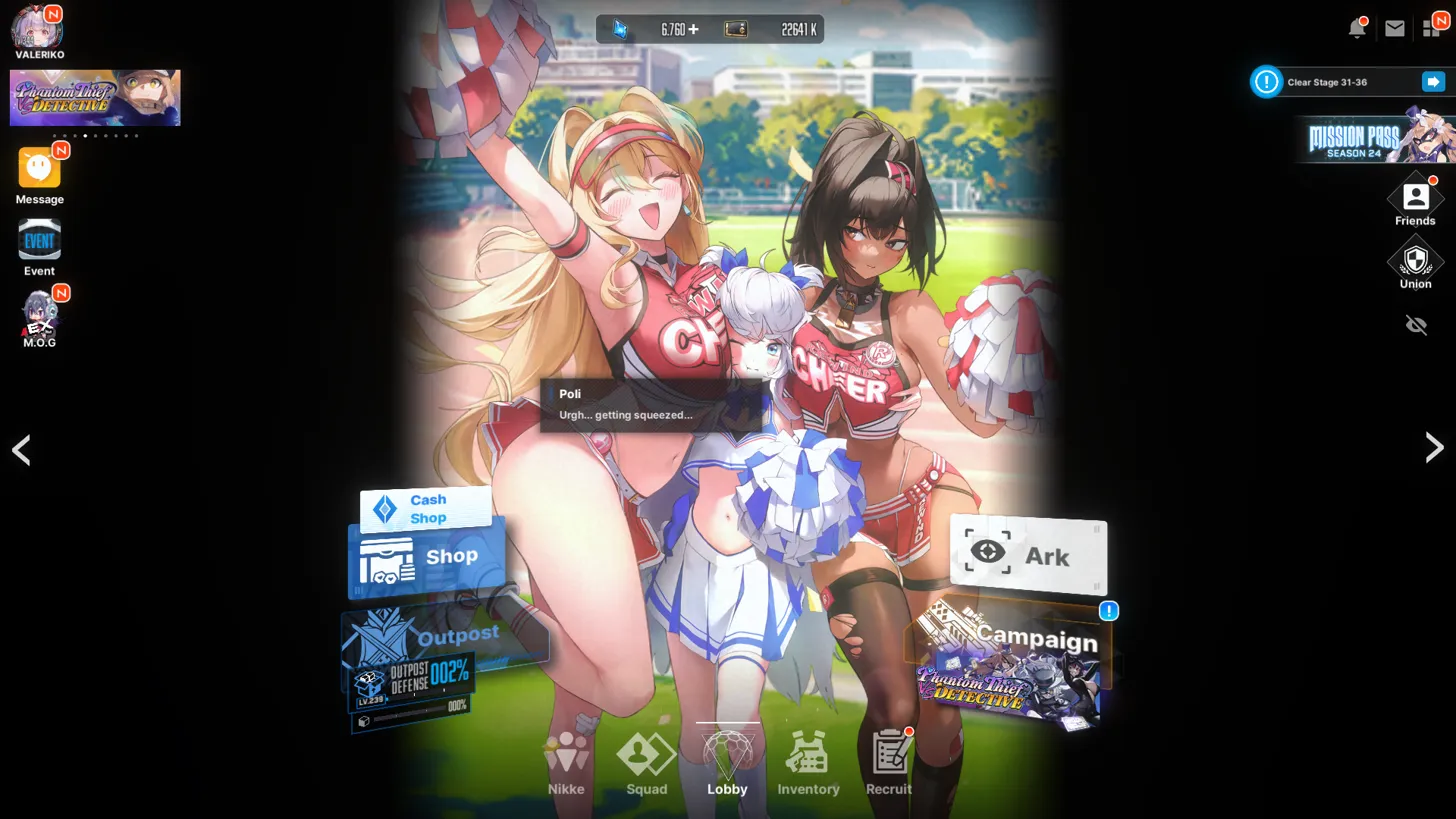 N
VALERIKO
6.760 +
22641 K
N
Clear Stage 31-36
Phantom Thief
VS DETECTIVE
MISSION PASS
SEASON 24
N
Message
EVENT
Event
N
EX
M.O.G
Friends
Union
CHEER
Poli
Urgh... getting squeezed...
Cash
Shop
Shop
Ark
Outpost
OUTPOST
DEFENSE
002%
LV.239
000%
Campaign
Phantom Thief
VS DETECTIVE
Nikke
Squad
Lobby
Inventory
Recruit